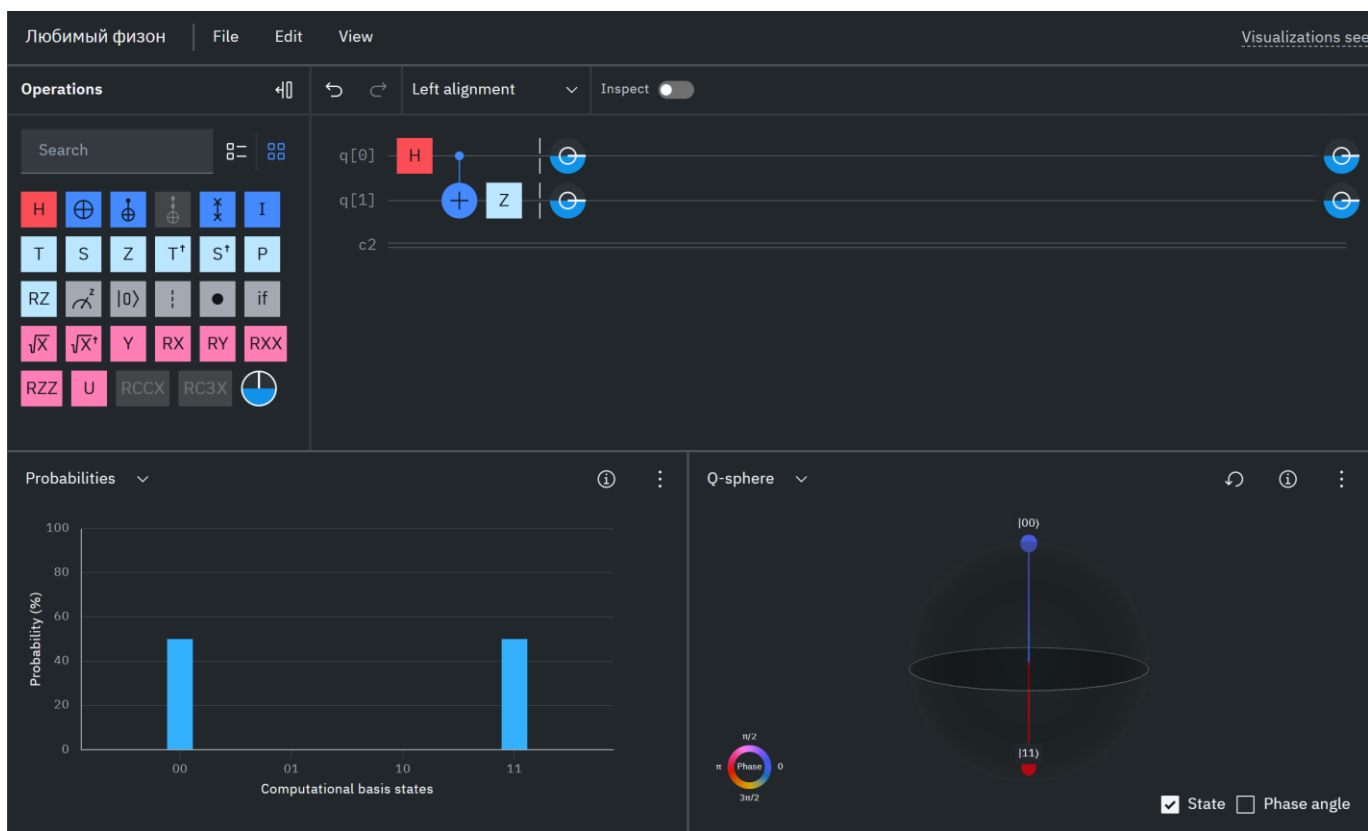 Любимый физон File Edit View Visualizations see
Operations Left alignment Inspect
Search
H I
T S Z T† S† P
RZ z |0⟩ if
√X √X† Y RX RY RXX
RZZ U RCCX RC3X
q[0] H
q[1] Z
c2
Probabilities
100
80
60
40
20
0
Probability (%)
00 01 10 11
Computational basis states
Q-sphere
|00⟩
|11⟩
π/2
π Phase 0
3π/2
State Phase angle